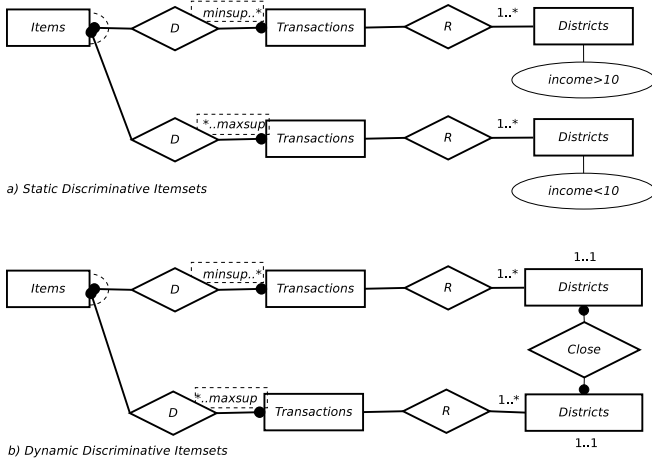 minsup..*
Items
D
Transactions
R
1..*
Districts
income>10
*..maxsup
D
Transactions
R
1..*
Districts
income<10
a) Static Discriminative Itemsets
1..1
minsup..*
Items
D
Transactions
R
1..*
Districts
Close
*..maxsup
D
Transactions
R
1..*
Districts
1..1
b) Dynamic Discriminative Itemsets